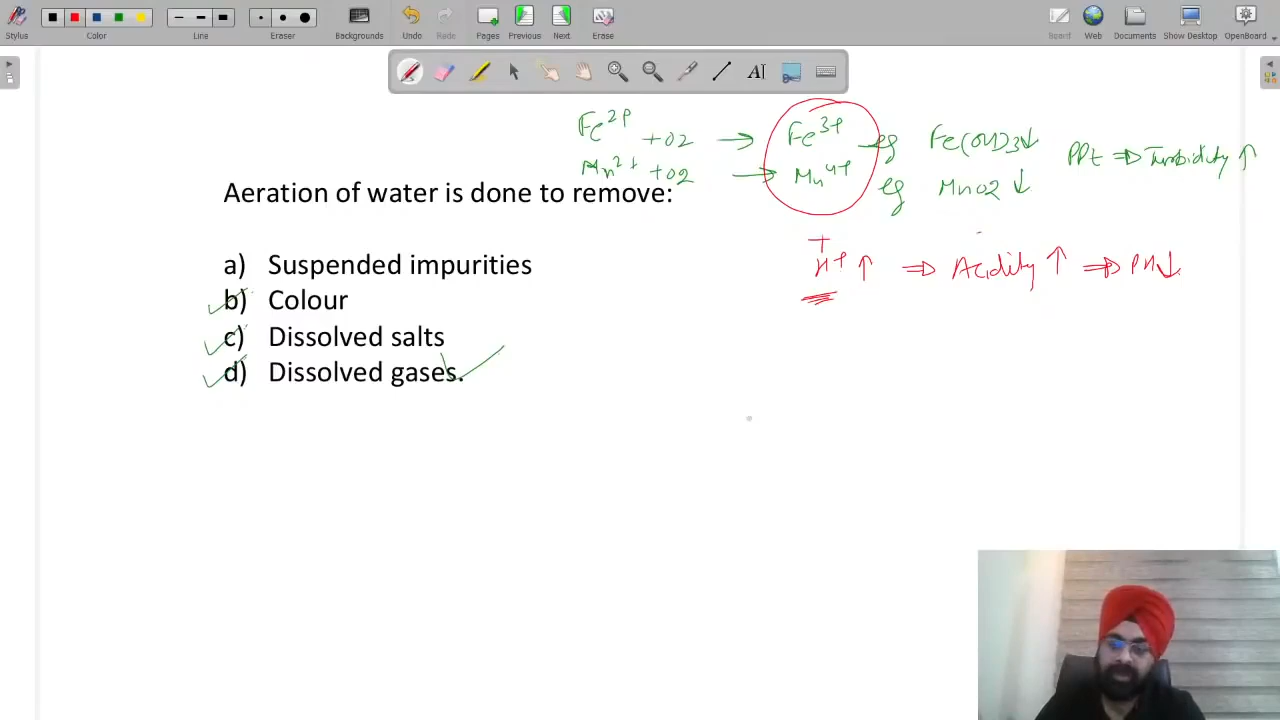 Stylus Color Line Eraser Backgrounds Undo Redo Pages Previous Next Erase Board Web Documents Show Desktop OpenBoard
Fe2+ +O2 → Fe3+ eg Fe(OH)3↓ PPt ⇒ Turbidity ↑
Mn2+ +O2 → Mn4+ eg MnO2 ↓
Aeration of water is done to remove:
+
H+ ↑ ⇒ Acidity ↑ ⇒ PH↓
a) Suspended impurities
b) Colour
c) Dissolved salts
d) Dissolved gases.